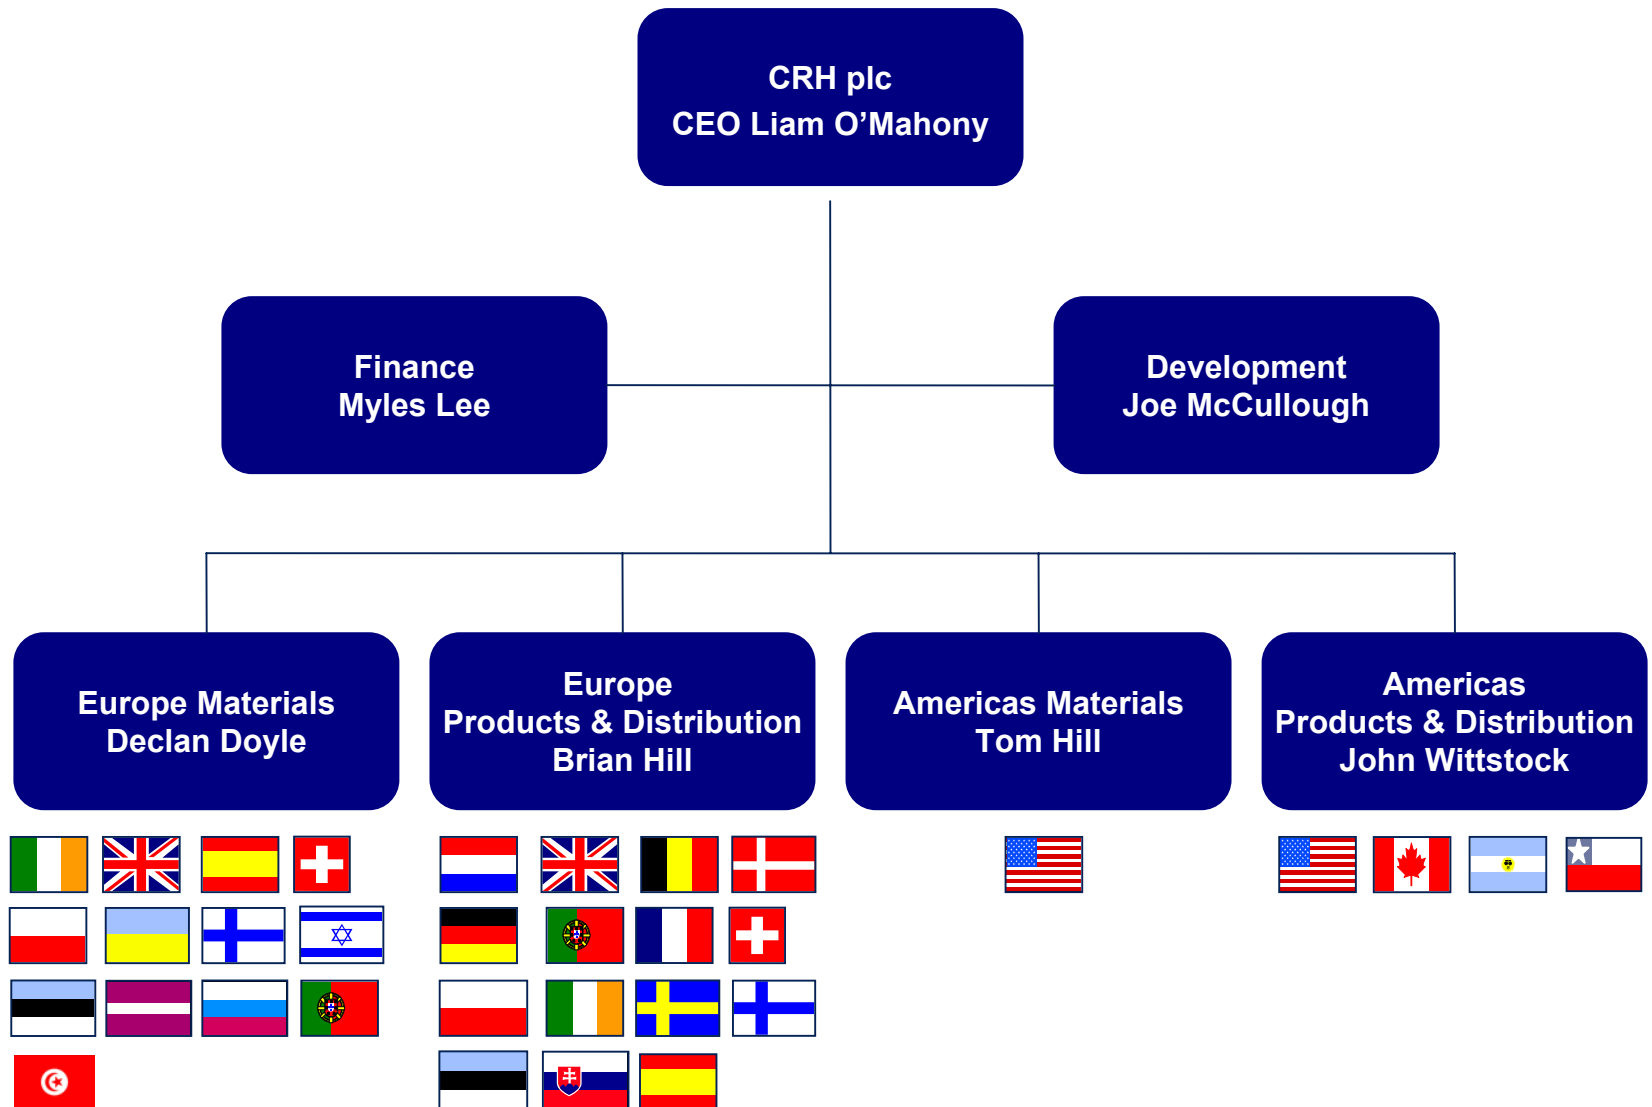 CRH plc
CEO Liam O’Mahony
Finance
Myles Lee
Development
Joe McCullough
Europe Materials
Declan Doyle
Europe
Products & Distribution
Brian Hill
Americas Materials
Tom Hill
Americas
Products & Distribution
John Wittstock